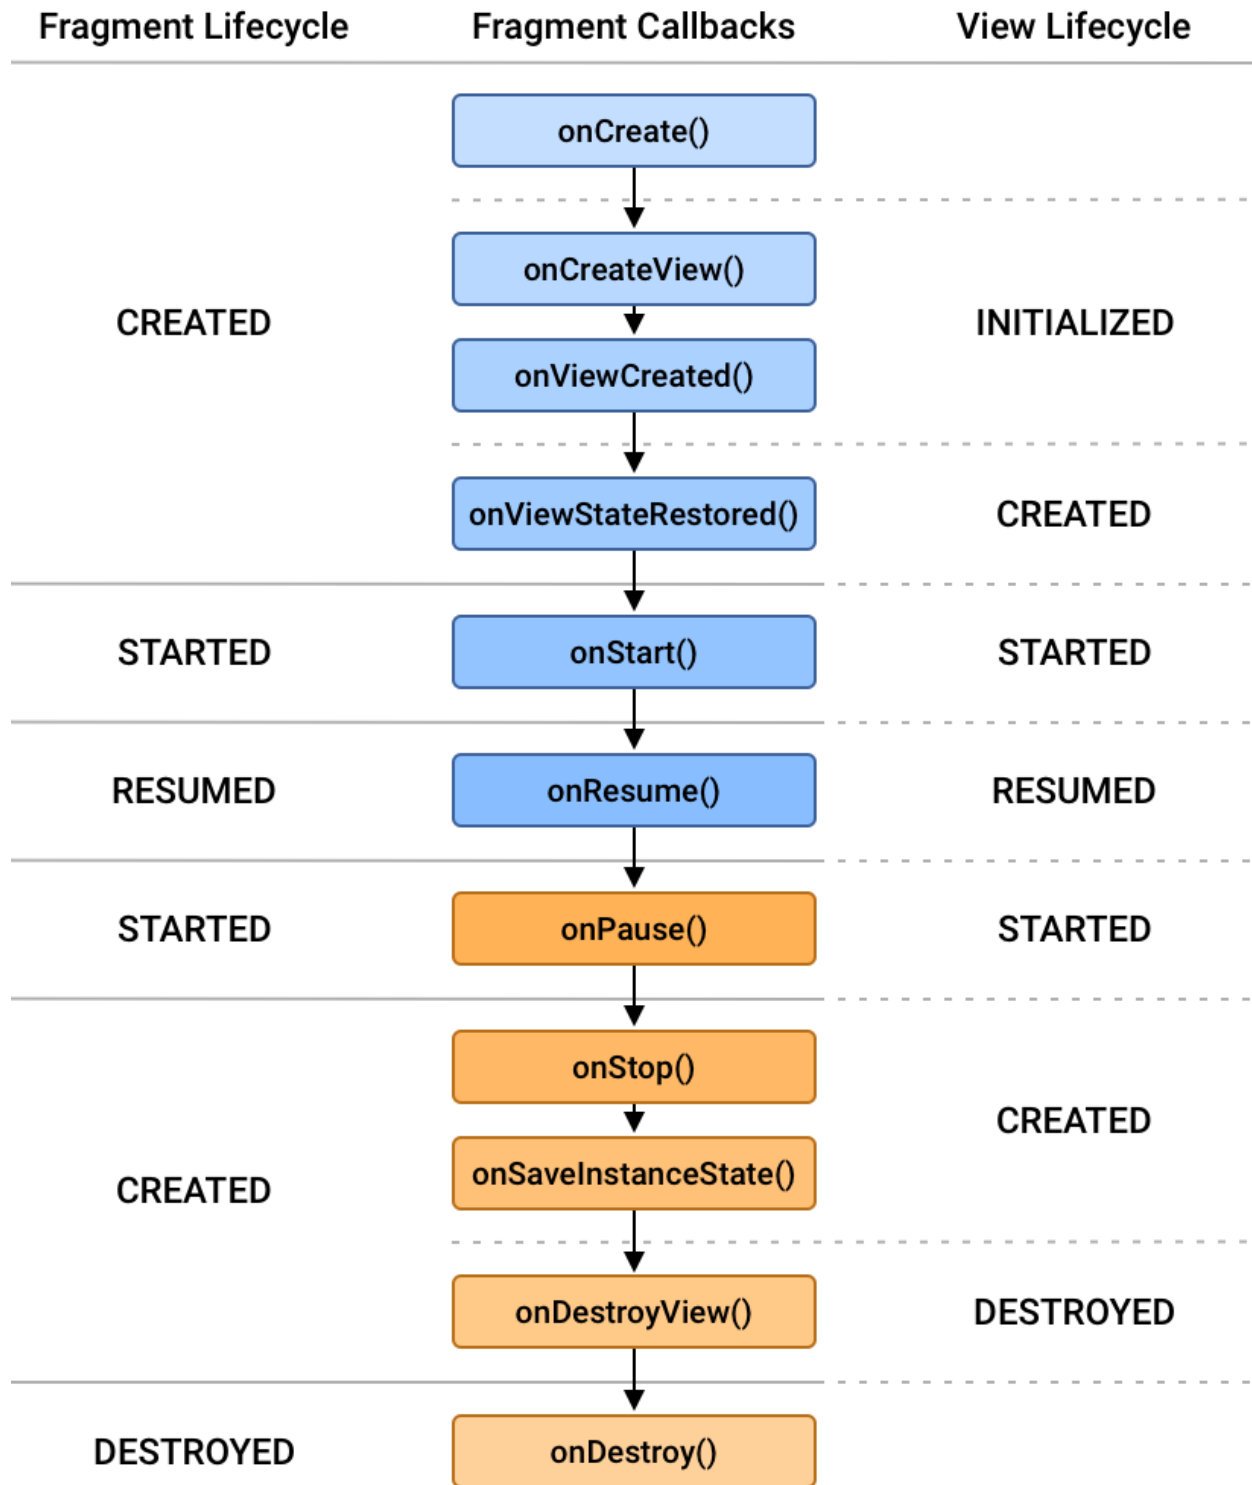 Fragment Lifecycle
Fragment Callbacks
View Lifecycle
onCreate()
onCreateView()
CREATED
INITIALIZED
onViewCreated()
onViewStateRestored()
CREATED
STARTED
onStart()
STARTED
RESUMED
onResume()
RESUMED
STARTED
onPause()
STARTED
onStop()
CREATED
onSaveInstanceState()
CREATED
onDestroyView()
DESTROYED
DESTROYED
onDestroy()